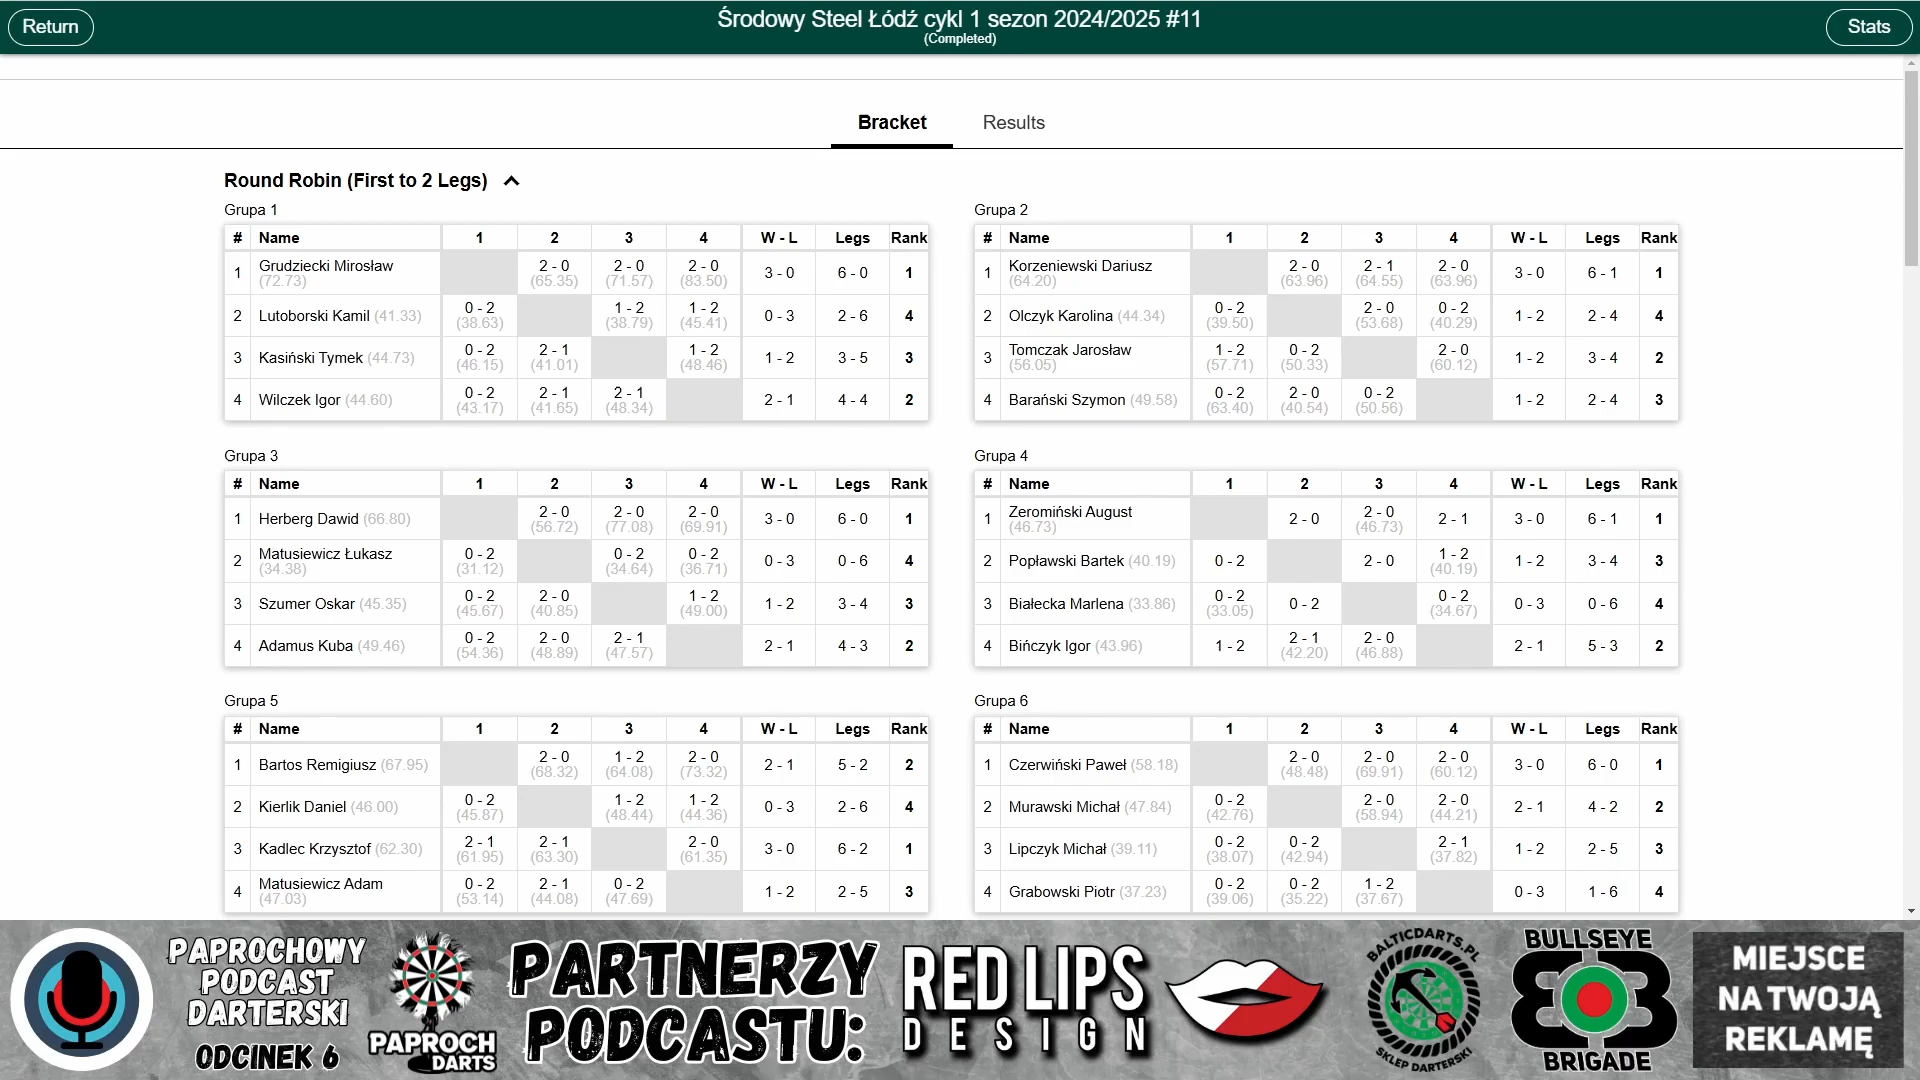 Return
Środowy Steel Łódź cykl 1 sezon 2024/2025 #11
(Completed)
Stats
Bracket Results
Round Robin (First to 2 Legs)
Grupa 1
# Name 1 2 3 4 W - L Legs Rank
1 Grudziecki Mirosław (72.73) 2 - 0 (65.35) 2 - 0 (71.57) 2 - 0 (83.50) 3 - 0 6 - 0 1
2 Lutoborski Kamil (41.33) 0 - 2 (38.63) 1 - 2 (38.79) 1 - 2 (45.41) 0 - 3 2 - 6 4
3 Kasiński Tymek (44.73) 0 - 2 (46.15) 2 - 1 (41.01) 1 - 2 (48.46) 1 - 2 3 - 5 3
4 Wilczek Igor (44.60) 0 - 2 (43.17) 2 - 1 (41.65) 2 - 1 (48.34) 2 - 1 4 - 4 2
Grupa 2
# Name 1 2 3 4 W - L Legs Rank
1 Korzeniewski Dariusz (64.20) 2 - 0 (63.96) 2 - 1 (64.55) 2 - 0 (63.96) 3 - 0 6 - 1 1
2 Olczyk Karolina (44.34) 0 - 2 (39.50) 2 - 0 (53.68) 0 - 2 (40.29) 1 - 2 2 - 4 4
3 Tomczak Jarosław (56.05) 1 - 2 (57.71) 0 - 2 (50.33) 2 - 0 (60.12) 1 - 2 3 - 4 2
4 Barański Szymon (49.58) 0 - 2 (63.40) 2 - 0 (40.54) 0 - 2 (50.56) 1 - 2 2 - 4 3
Grupa 3
# Name 1 2 3 4 W - L Legs Rank
1 Herberg Dawid (66.80) 2 - 0 (56.72) 2 - 0 (77.08) 2 - 0 (69.91) 3 - 0 6 - 0 1
2 Matusiewicz Łukasz (34.38) 0 - 2 (31.12) 0 - 2 (34.64) 0 - 2 (36.71) 0 - 3 0 - 6 4
3 Szumer Oskar (45.35) 0 - 2 (45.67) 2 - 0 (40.85) 1 - 2 (49.00) 1 - 2 3 - 4 3
4 Adamus Kuba (49.46) 0 - 2 (54.36) 2 - 0 (48.89) 2 - 1 (47.57) 2 - 1 4 - 3 2
Grupa 4
# Name 1 2 3 4 W - L Legs Rank
1 Zeromiński August (46.73) 2 - 0 2 - 0 (46.73) 2 - 1 3 - 0 6 - 1 1
2 Popławski Bartek (40.19) 0 - 2 2 - 0 1 - 2 (40.19) 1 - 2 3 - 4 3
3 Białecka Marlena (33.86) 0 - 2 (33.05) 0 - 2 0 - 2 (34.67) 0 - 3 0 - 6 4
4 Bińczyk Igor (43.96) 1 - 2 2 - 1 (42.20) 2 - 0 (46.88) 2 - 1 5 - 3 2
Grupa 5
# Name 1 2 3 4 W - L Legs Rank
1 Bartos Remigiusz (67.95) 2 - 0 (68.32) 1 - 2 (64.08) 2 - 0 (73.32) 2 - 1 5 - 2 2
2 Kierlik Daniel (46.00) 0 - 2 (45.87) 1 - 2 (48.44) 1 - 2 (44.36) 0 - 3 2 - 6 4
3 Kadlec Krzysztof (62.30) 2 - 1 (61.95) 2 - 1 (63.30) 2 - 0 (61.35) 3 - 0 6 - 2 1
4 Matusiewicz Adam (47.03) 0 - 2 (53.14) 2 - 1 (44.08) 0 - 2 (47.69) 1 - 2 2 - 5 3
Grupa 6
# Name 1 2 3 4 W - L Legs Rank
1 Czerwiński Paweł (58.18) 2 - 0 (48.48) 2 - 0 (69.91) 2 - 0 (60.12) 3 - 0 6 - 0 1
2 Murawski Michał (47.84) 0 - 2 (42.76) 2 - 0 (58.94) 2 - 0 (44.21) 2 - 1 4 - 2 2
3 Lipczyk Michał (39.11) 0 - 2 (38.07) 0 - 2 (42.94) 2 - 1 (37.82) 1 - 2 2 - 5 3
4 Grabowski Piotr (37.23) 0 - 2 (39.06) 0 - 2 (35.22) 1 - 2 (37.67) 0 - 3 1 - 6 4
PAPROCHOWY
PODCAST
DARTERSKI
ODCINEK 6
PAPROCH
DARTS
PARTNERZY
PODCASTU:
RED LIPS
DESIGN
BALTICDARTS.PL
SKLEP DARTERSKI
BULLSEYE
BRIGADE
MIEJSCE
NA TWOJĄ
REKLAMĘ